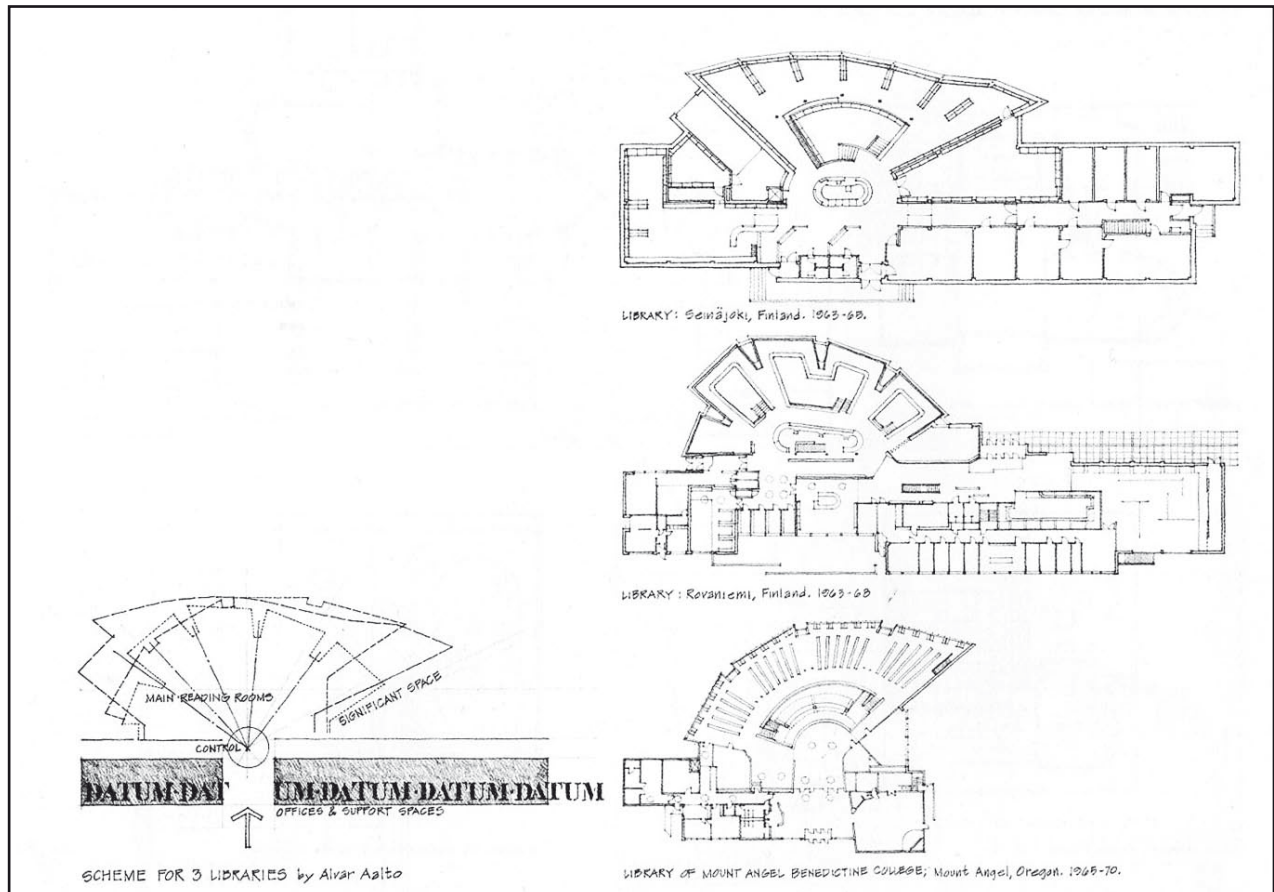 LIBRARY: Seinäjoki, Finland. 1963-65.
LIBRARY: Rovaniemi, Finland. 1963-68
MAIN READING ROOMS
SIGNIFICANT SPACE
CONTROL
DATUM·DAT UM·DATUM·DATUM·DATUM
OFFICES & SUPPORT SPACES
SCHEME FOR 3 LIBRARIES by Alvar Aalto
LIBRARY OF MOUNT ANGEL BENEDICTINE COLLEGE; Mount Angel, Oregon. 1965-70.